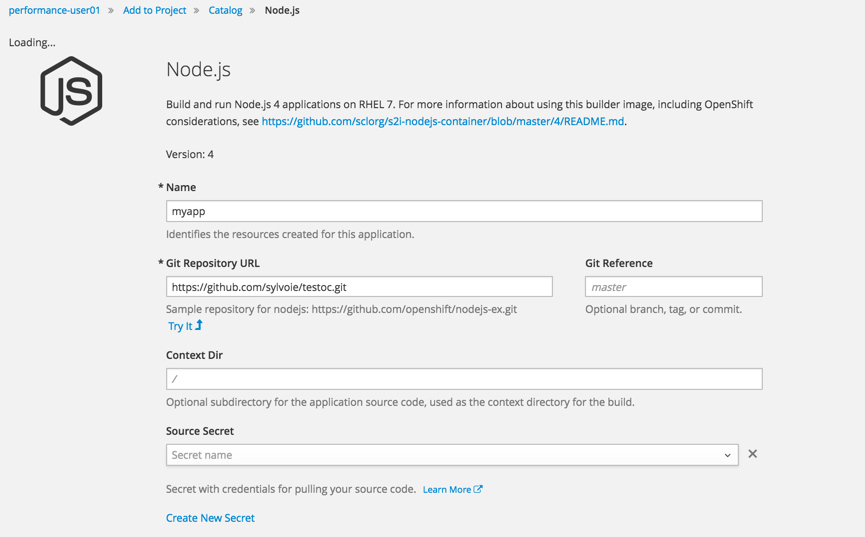 performance-user01 » Add to Project » Catalog » Node.js
Loading...
JS
Node.js
Build and run Node.js 4 applications on RHEL 7. For more information about using this builder image, including OpenShift
considerations, see https://github.com/sclorg/s2i-nodejs-container/blob/master/4/README.md.
Version: 4
* Name
myapp
Identifies the resources created for this application.
* Git Repository URL
https://github.com/sylvoie/testoc.git
Sample repository for nodejs: https://github.com/openshift/nodejs-ex.git
Try It
Git Reference
master
Optional branch, tag, or commit.
Context Dir
/
Optional subdirectory for the application source code, used as the context directory for the build.
Source Secret
Secret name
Secret with credentials for pulling your source code. Learn More
Create New Secret